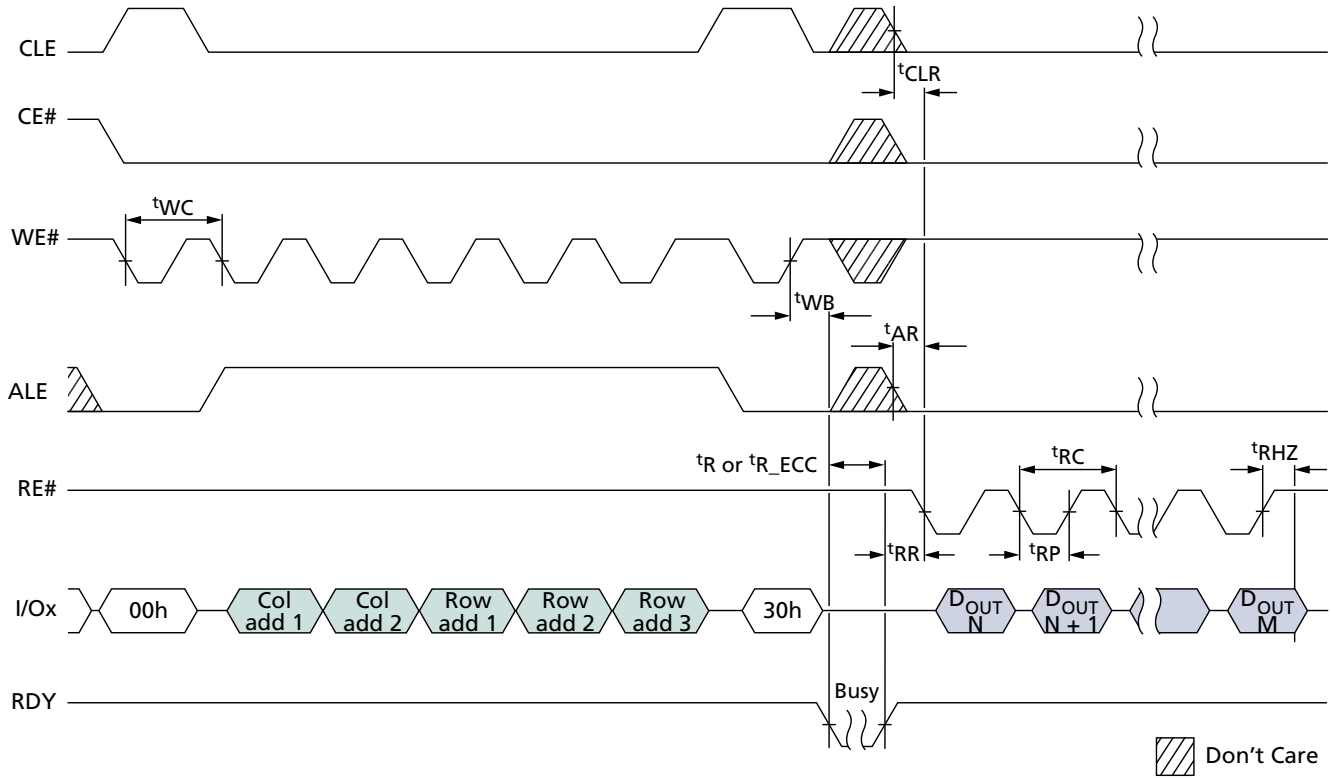 CLE
tCLR
CE#
tWC
WE#
tWB
tAR
ALE
tR or tR_ECC
tRC
tRHZ
RE#
tRR
tRP
I/Ox
00h
Col
add 1
Col
add 2
Row
add 1
Row
add 2
Row
add 3
30h
DOUT
N
DOUT
N + 1
DOUT
M
RDY
Busy
Don't Care